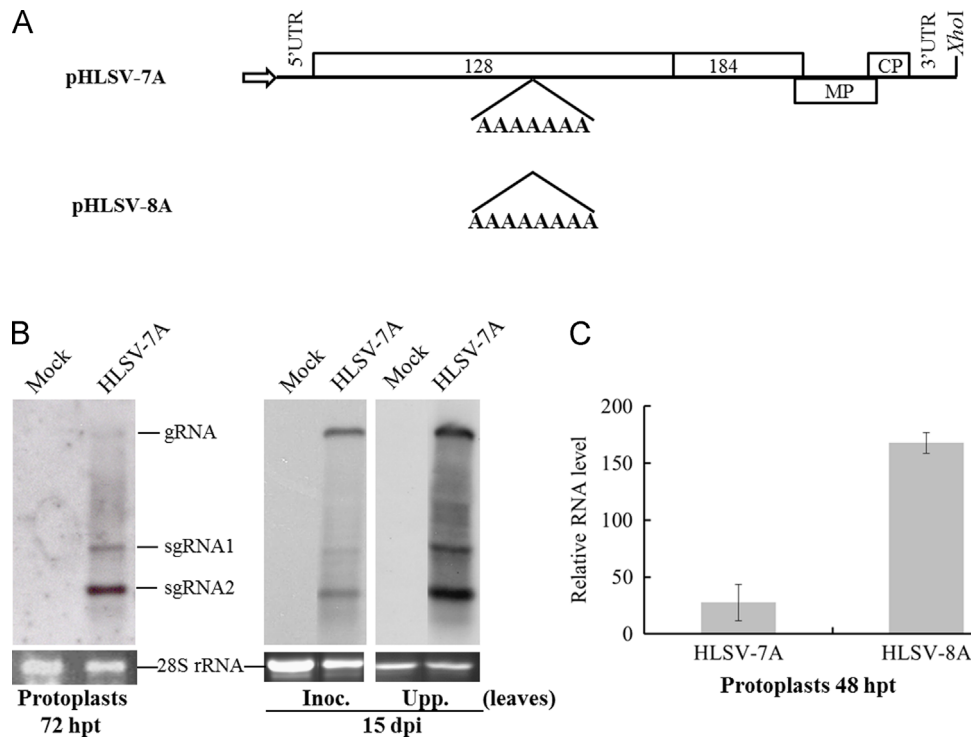 A
5'UTR
3'UTR
XhoI
pHLSV-7A
128
184
CP
MP
AAAAAAA
pHLSV-8A
AAAAAAAA
B
Mock
HLSV-7A
Mock
HLSV-7A
Mock
HLSV-7A
gRNA
sgRNA1
sgRNA2
28S rRNA
Protoplasts
72 hpt
Inoc.
Upp.
(leaves)
15 dpi
C
Relative RNA level
200
150
100
50
0
HLSV-7A
HLSV-8A
Protoplasts 48 hpt